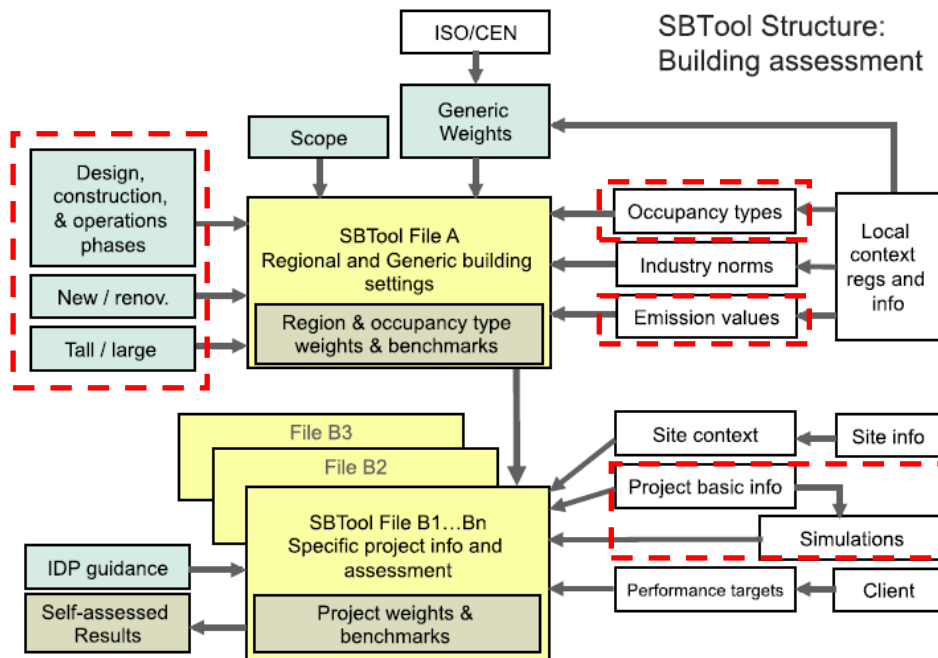 SBTool Structure:
Building assessment
ISO/CEN
Generic
Weights
Scope
Design,
construction,
& operations
phases
New / renov.
Tall / large
SBTool File A
Regional and Generic building
settings
Region & occupancy type
weights & benchmarks
Occupancy types
Industry norms
Emission values
Local
context
regs and
info
File B3
File B2
SBTool File B1...Bn
Specific project info and
assessment
Project weights &
benchmarks
IDP guidance
Self-assessed
Results
Site context
Site info
Project basic info
Simulations
Performance targets
Client